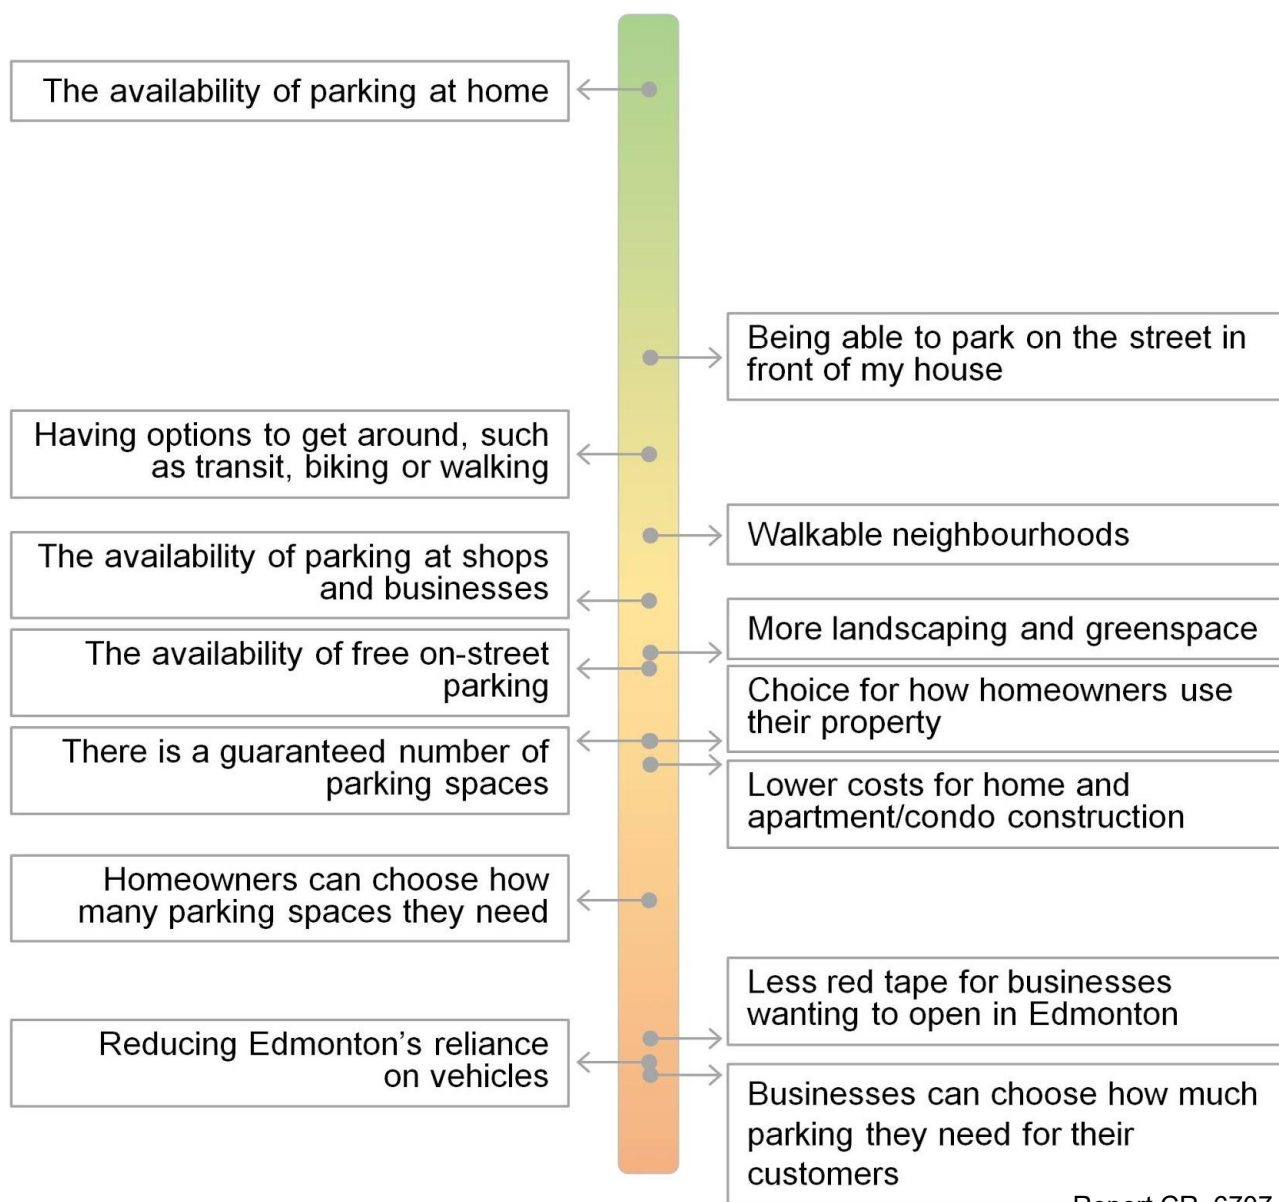 The availability of parking at home
Being able to park on the street in
front of my house
Having options to get around, such
as transit, biking or walking
Walkable neighbourhoods
The availability of parking at shops
and businesses
More landscaping and greenspace
The availability of free on-street
parking
Choice for how homeowners use
their property
There is a guaranteed number of
parking spaces
Lower costs for home and
apartment/condo construction
Homeowners can choose how
many parking spaces they need
Less red tape for businesses
wanting to open in Edmonton
Reducing Edmonton’s reliance
on vehicles
Businesses can choose how much
parking they need for their
customers